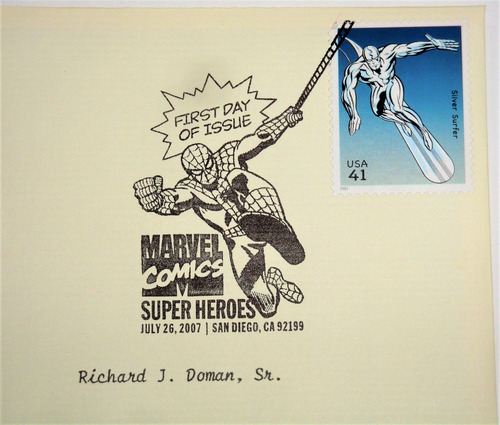 FIRST DAY
OF ISSUE
Silver Surfer
USA
41
MARVEL
COMICS
SUPER HEROES
JULY 26, 2007 | SAN DIEGO, CA 92199
Richard J. Doman, Sr.